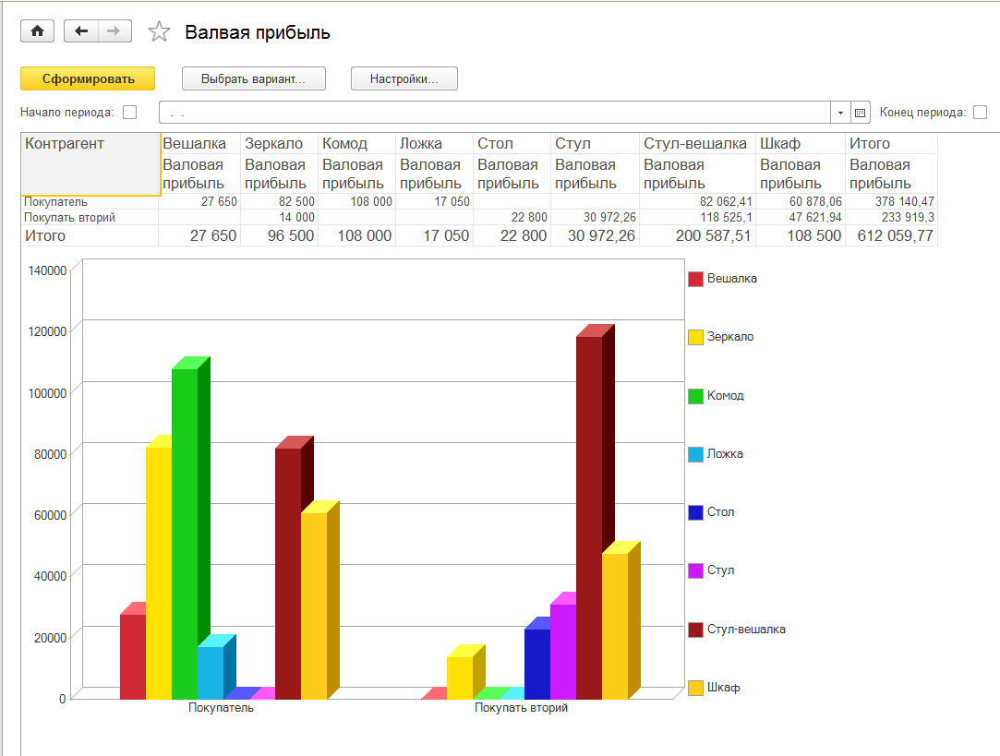 Валвая прибыль
Сформировать Выбрать вариант... Настройки...
Начало периода: . . Конец периода:
Контрагент Вешалка Зеркало Комод Ложка Стол Стул Стул-вешалка Шкаф Итого
Валовая Валовая Валовая Валовая Валовая Валовая Валовая Валовая Валовая
прибыль прибыль прибыль прибыль прибыль прибыль прибыль прибыль прибыль
Покупатель 27 650 82 500 108 000 17 050 82 062,41 60 878,06 378 140,47
Покупать вторий 14 000 22 800 30 972,26 118 525,1 47 621,94 233 919,3
Итого 27 650 96 500 108 000 17 050 22 800 30 972,26 200 587,51 108 500 612 059,77
140000
120000
100000
80000
60000
40000
20000
0
Покупатель Покупать вторий
Вешалка
Зеркало
Комод
Ложка
Стол
Стул
Стул-вешалка
Шкаф